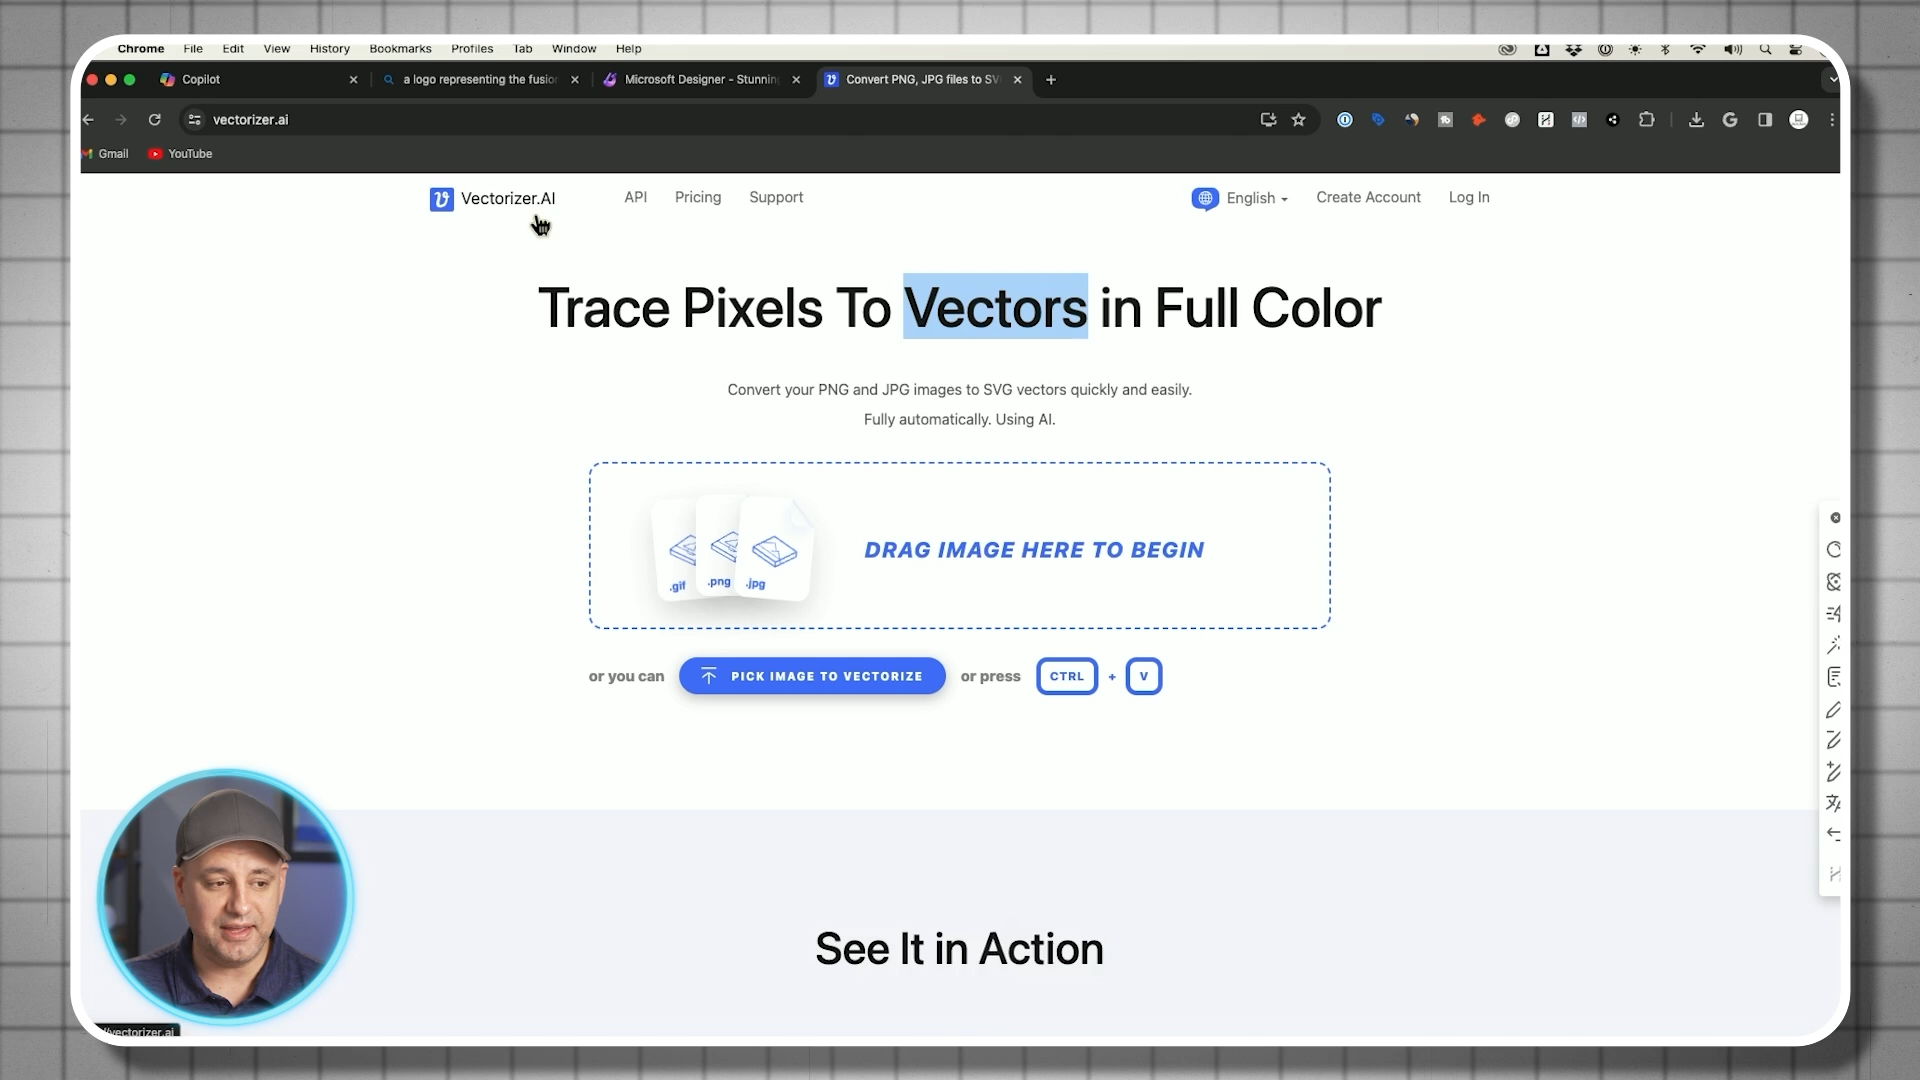 Chrome File Edit View History Bookmarks Profiles Tab Window Help
Copilot
a logo representing the fusion
Microsoft Designer - Stunnin
Convert PNG, JPG files to SV
vectorizer.ai
Gmail YouTube
Vectorizer.AI API Pricing Support English Create Account Log In
Trace Pixels To Vectors in Full Color
Convert your PNG and JPG images to SVG vectors quickly and easily.
Fully automatically. Using AI.
.gif .png .jpg
DRAG IMAGE HERE TO BEGIN
or you can PICK IMAGE TO VECTORIZE or press CTRL + V
See It in Action
//vectorizer.ai